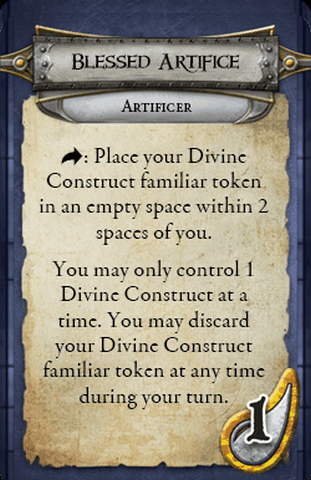 Blessed Artifice
Artificer
: Place your Divine
Construct familiar token
in an empty space within 2
spaces of you.
You may only control 1
Divine Construct at a
time. You may discard
your Divine Construct
familiar token at any time
during your turn.
1